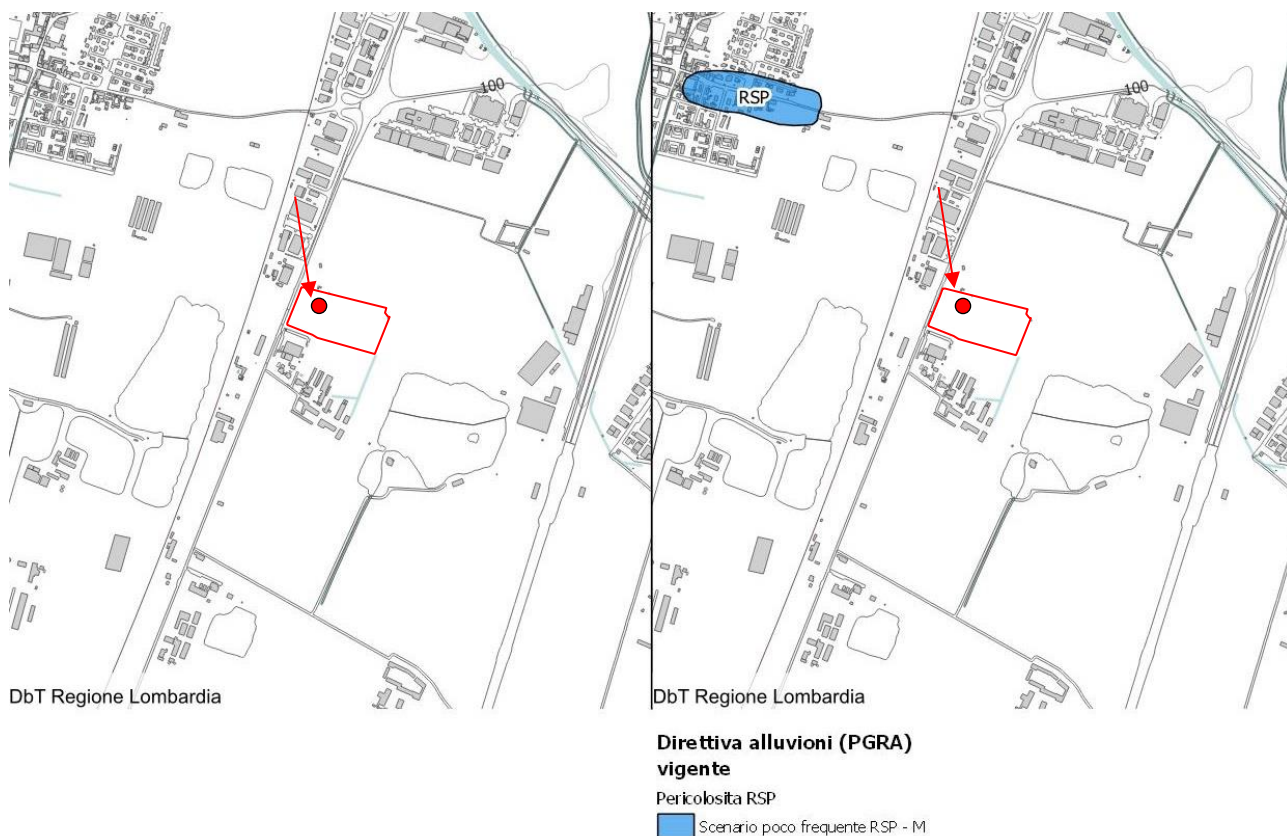 100
DbT Regione Lombardia
RSP
100
DbT Regione Lombardia
Direttiva alluvioni (PGRA)
vigente
Pericolosita RSP
Scenario poco frequente RSP - M